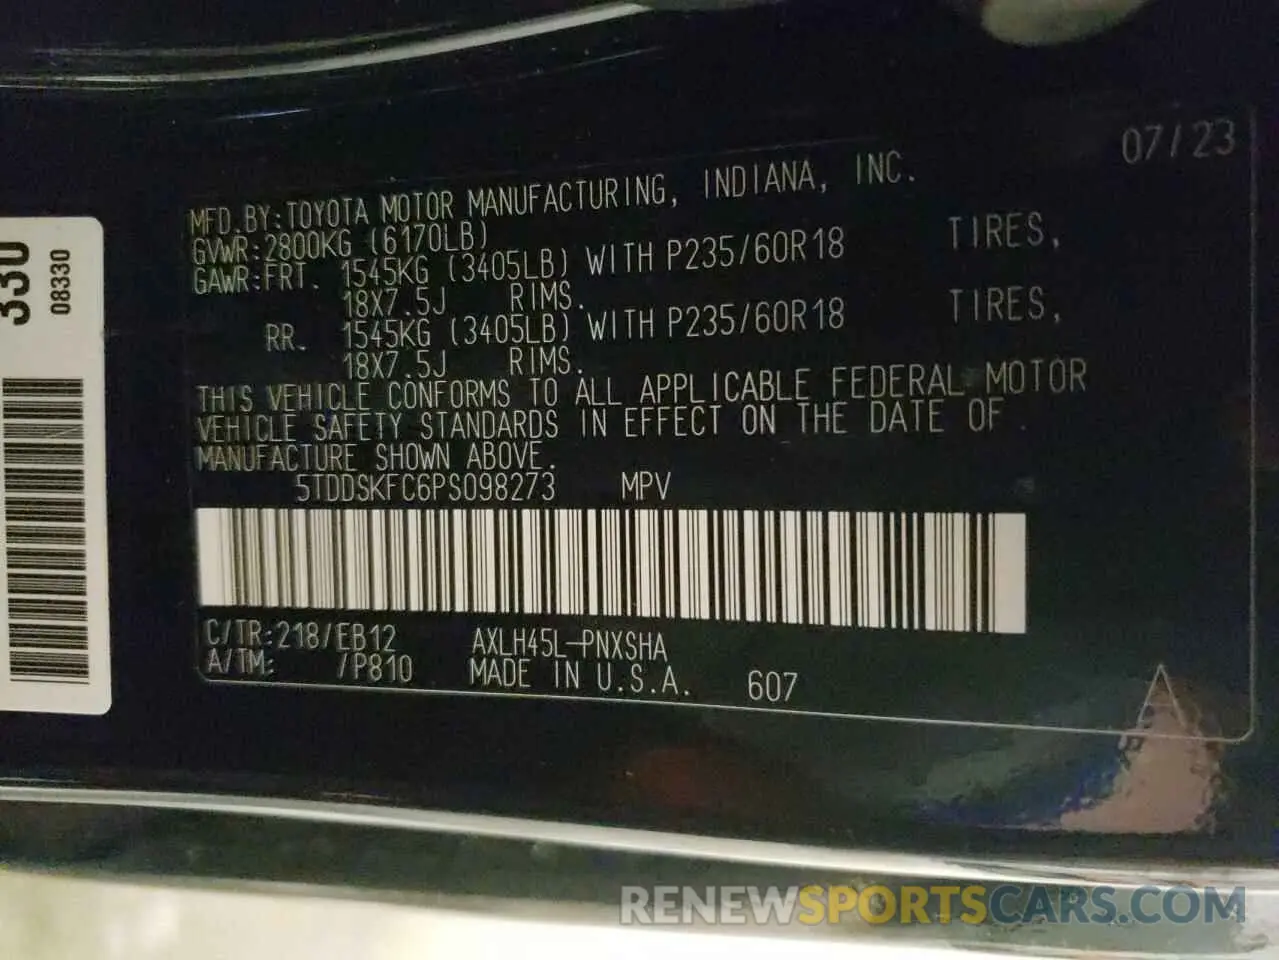 07/23
MFD.BY:TOYOTA MOTOR MANUFACTURING, INDIANA, INC.
GVWR:2800KG (6170LB)
GAWR:FRT. 1545KG (3405LB) WITH P235/60R18 TIRES,
18X7.5J RIMS.
RR. 1545KG (3405LB) WITH P235/60R18 TIRES,
18X7.5J RIMS.
THIS VEHICLE CONFORMS TO ALL APPLICABLE FEDERAL MOTOR
VEHICLE SAFETY STANDARDS IN EFFECT ON THE DATE OF
MANUFACTURE SHOWN ABOVE.
5TDDSKFC6PS098273 MPV
C/TR:218/EB12 AXLH45L-PNXSHA
A/TM: /P810 MADE IN U.S.A. 607
330
08330
RENEWSPORTSCARS.COM